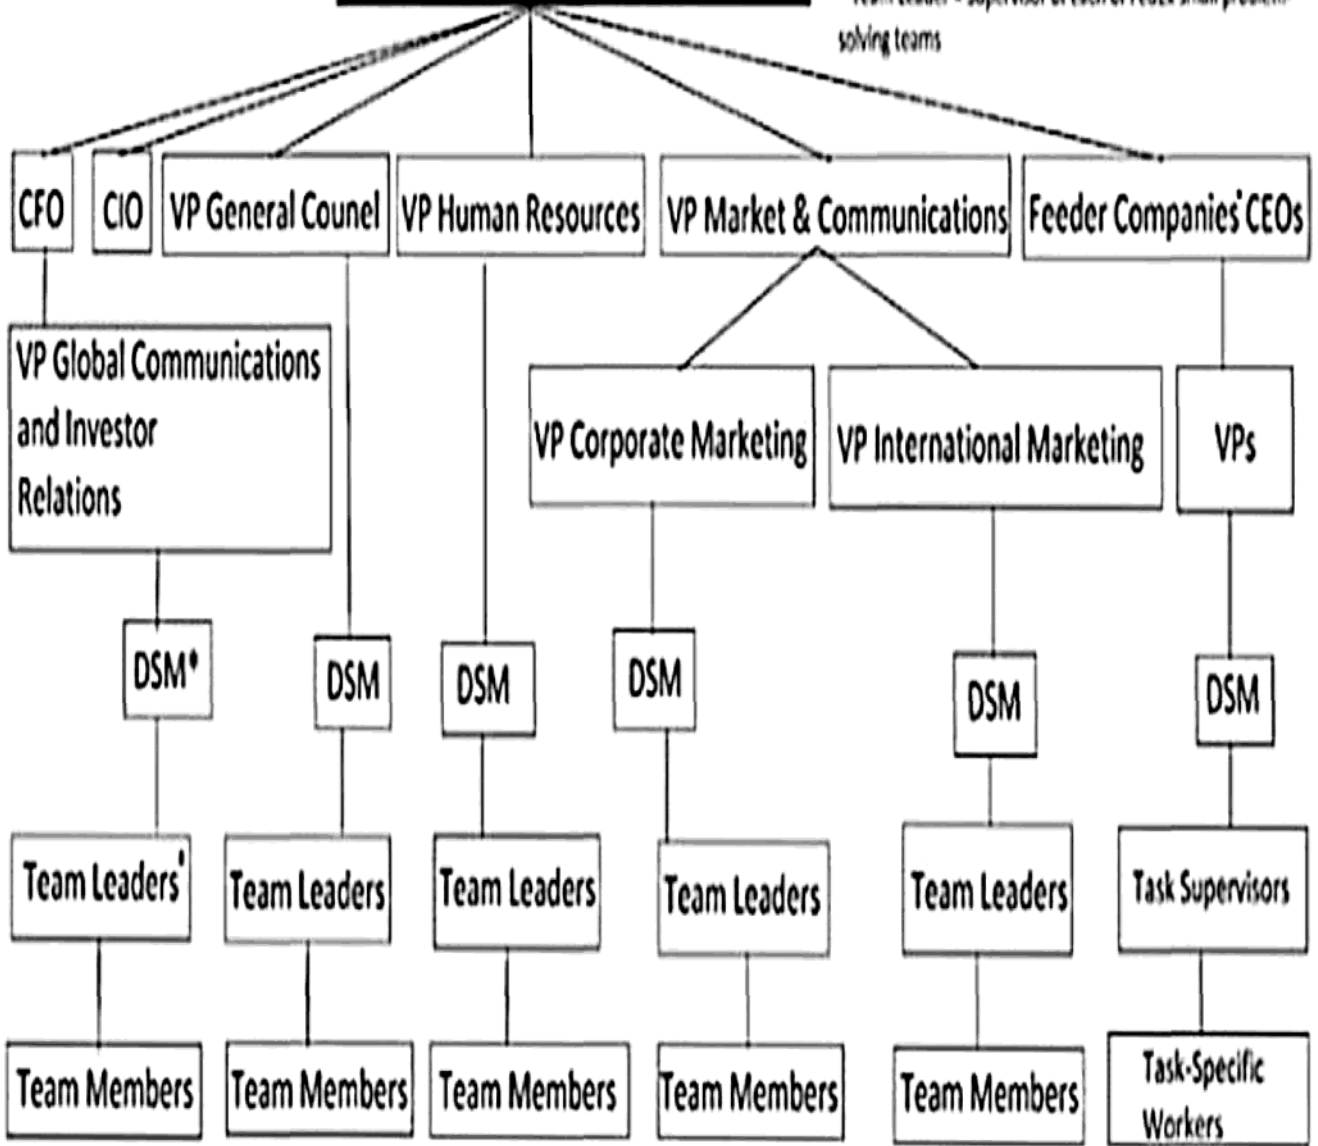 solving teams
CFO
CIO
VP General Counel
VP Human Resources
VP Market & Communications
Feeder Companies' CEOs
VP Global Communications
and Investor
Relations
VP Corporate Marketing
VP International Marketing
VPs
DSM*
DSM
DSM
DSM
DSM
DSM
Team Leaders'
Team Leaders
Team Leaders
Team Leaders
Team Leaders
Task Supervisors
Team Members
Team Members
Team Members
Team Members
Team Members
Task-Specific
Workers